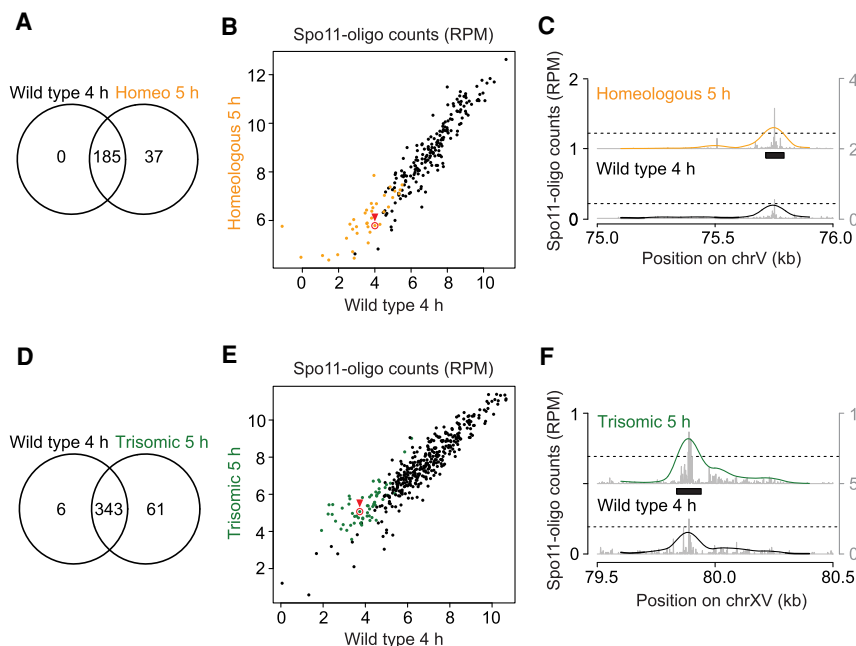 A
Wild type 4 h
Homeo 5 h
0
185
37
B
Spo11-oligo counts (RPM)
Homeologous 5 h
12
10
8
6
0
2
4
6
8
10
Wild type 4 h
C
Spo11-oligo counts (RPM)
2
1
0
Homeologous 5 h
Wild type 4 h
4
2
0
75.0
75.5
76.0
Position on chrV (kb)
D
Wild type 4 h
Trisomic 5 h
6
343
61
E
Spo11-oligo counts (RPM)
Trisomic 5 h
10
8
6
4
2
0
2
4
6
8
10
Wild type 4 h
F
Spo11-oligo counts (RPM)
1
0
Trisomic 5 h
Wild type 4 h
1
5
0
79.5
80.0
80.5
Position on chrXV (kb)